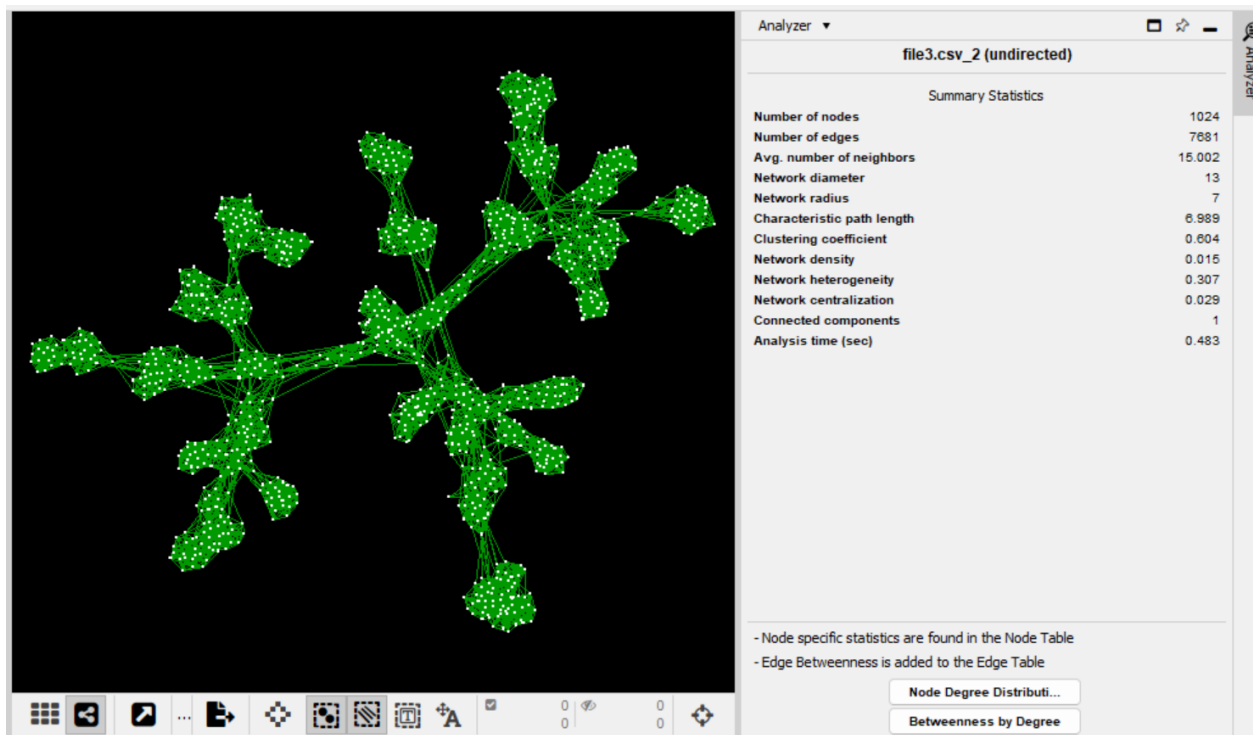 Analyzer
Analyzer
file3.csv_2 (undirected)
Summary Statistics
Number of nodes 1024
Number of edges 7681
Avg. number of neighbors 15.002
Network diameter 13
Network radius 7
Characteristic path length 6.989
Clustering coefficient 0.604
Network density 0.015
Network heterogeneity 0.307
Network centralization 0.029
Connected components 1
Analysis time (sec) 0.483
- Node specific statistics are found in the Node Table
- Edge Betweenness is added to the Edge Table
Node Degree Distributi...
Betweenness by Degree
... T A 0 0
0 0